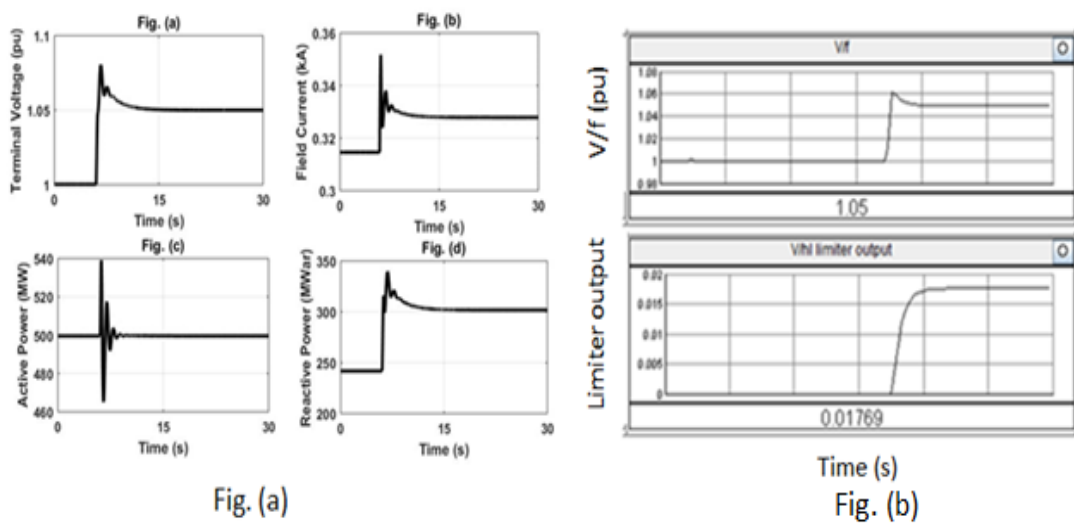 Fig. (a)
Terminal Voltage (pu)
1.1
1.05
1
0
15
30
Time (s)
Fig. (b)
Field Current (kA)
0.36
0.34
0.32
0.3
0
15
30
Time (s)
Fig. (c)
Active Power (MW)
540
520
500
480
460
0
15
30
Time (s)
Fig. (d)
Reactive Power (MWar)
350
300
250
200
0
15
30
Time (s)
Fig. (a)
V/f
V/f (pu)
1.08
1.06
1.04
1.02
1
0.98
1.05
V/hl limiter output
Limiter output
0.02
0.015
0.01
0.005
0
0.01769
Time (s)
Fig. (b)